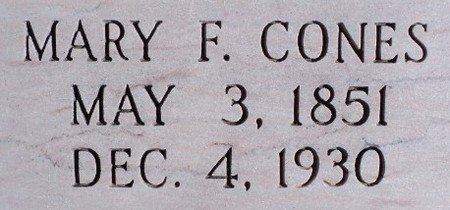 MARY F. CONES
MAY 3, 1851
DEC. 4, 1930